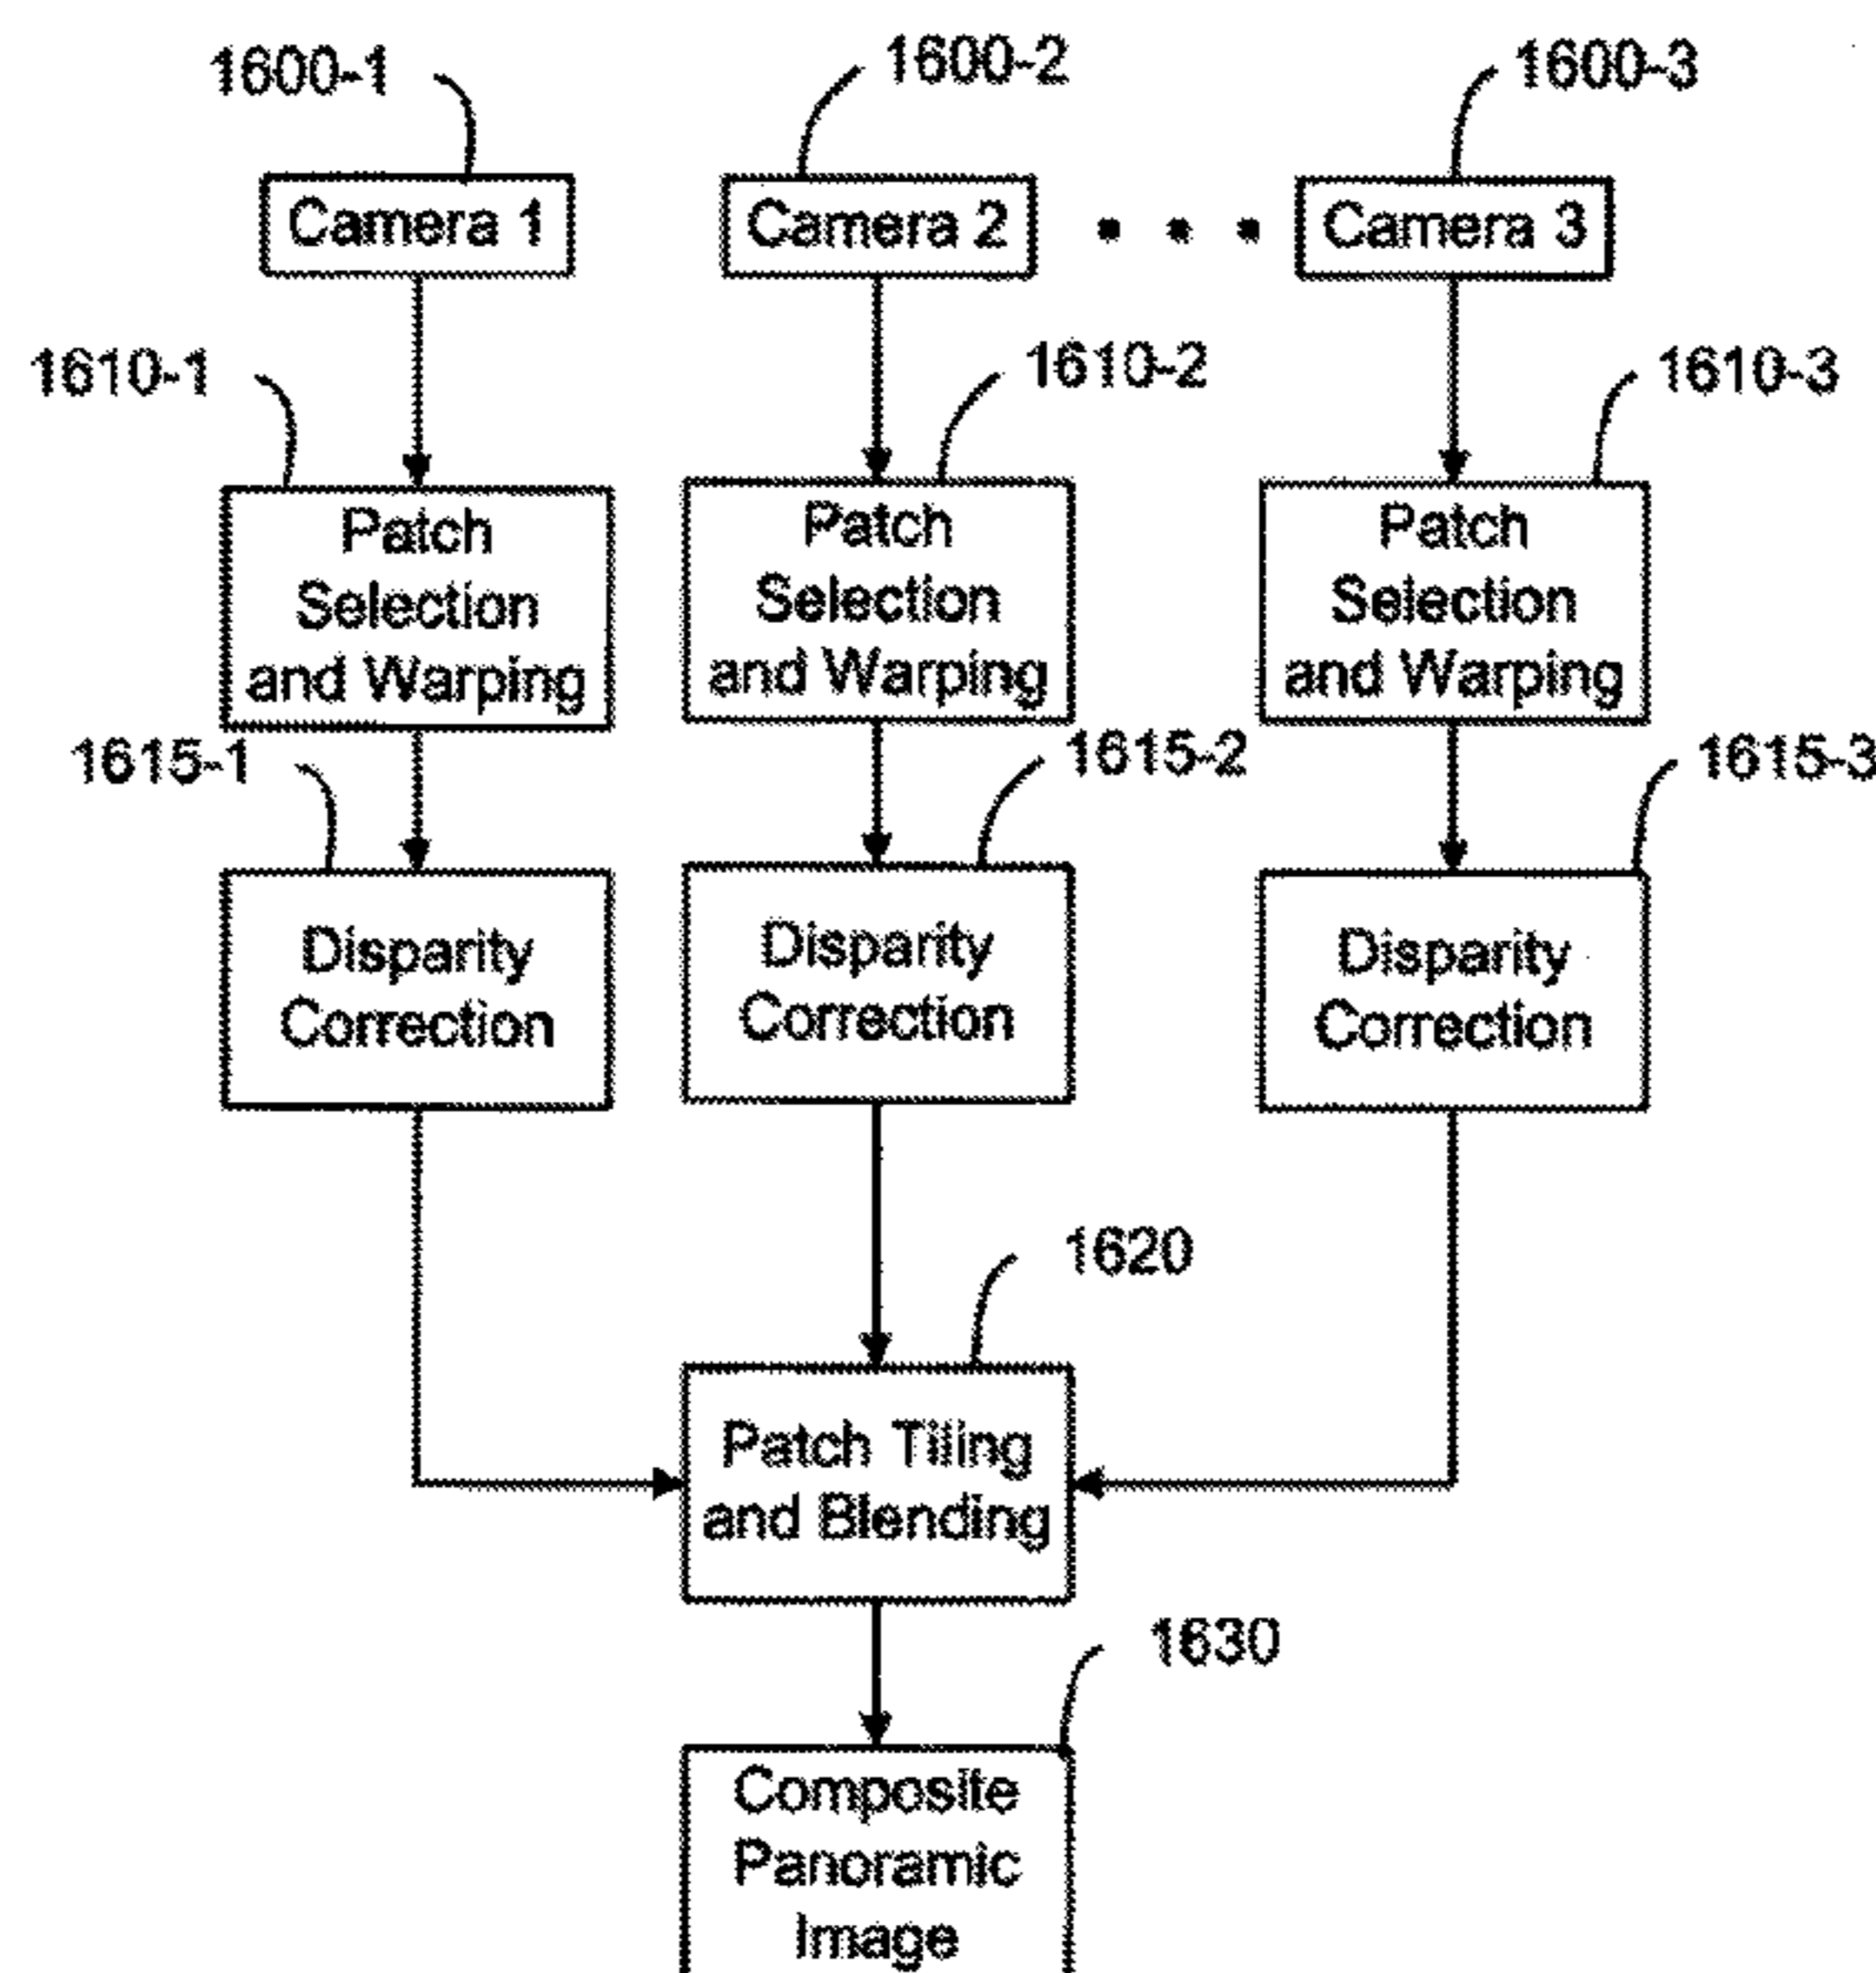 1600-1
1600-2
1600-3
Camera 1
Camera 2
Camera 3
1610-1
1610-2
1610-3
Patch
Selection
and Warping
Patch
Selection
and Warping
Patch
Selection
and Warping
1615-1
1615-2
1615-3
Disparity
Correction
Disparity
Correction
Disparity
Correction
1620
Patch Tiling
and Blending
1630
Composite
Panoramic
Image